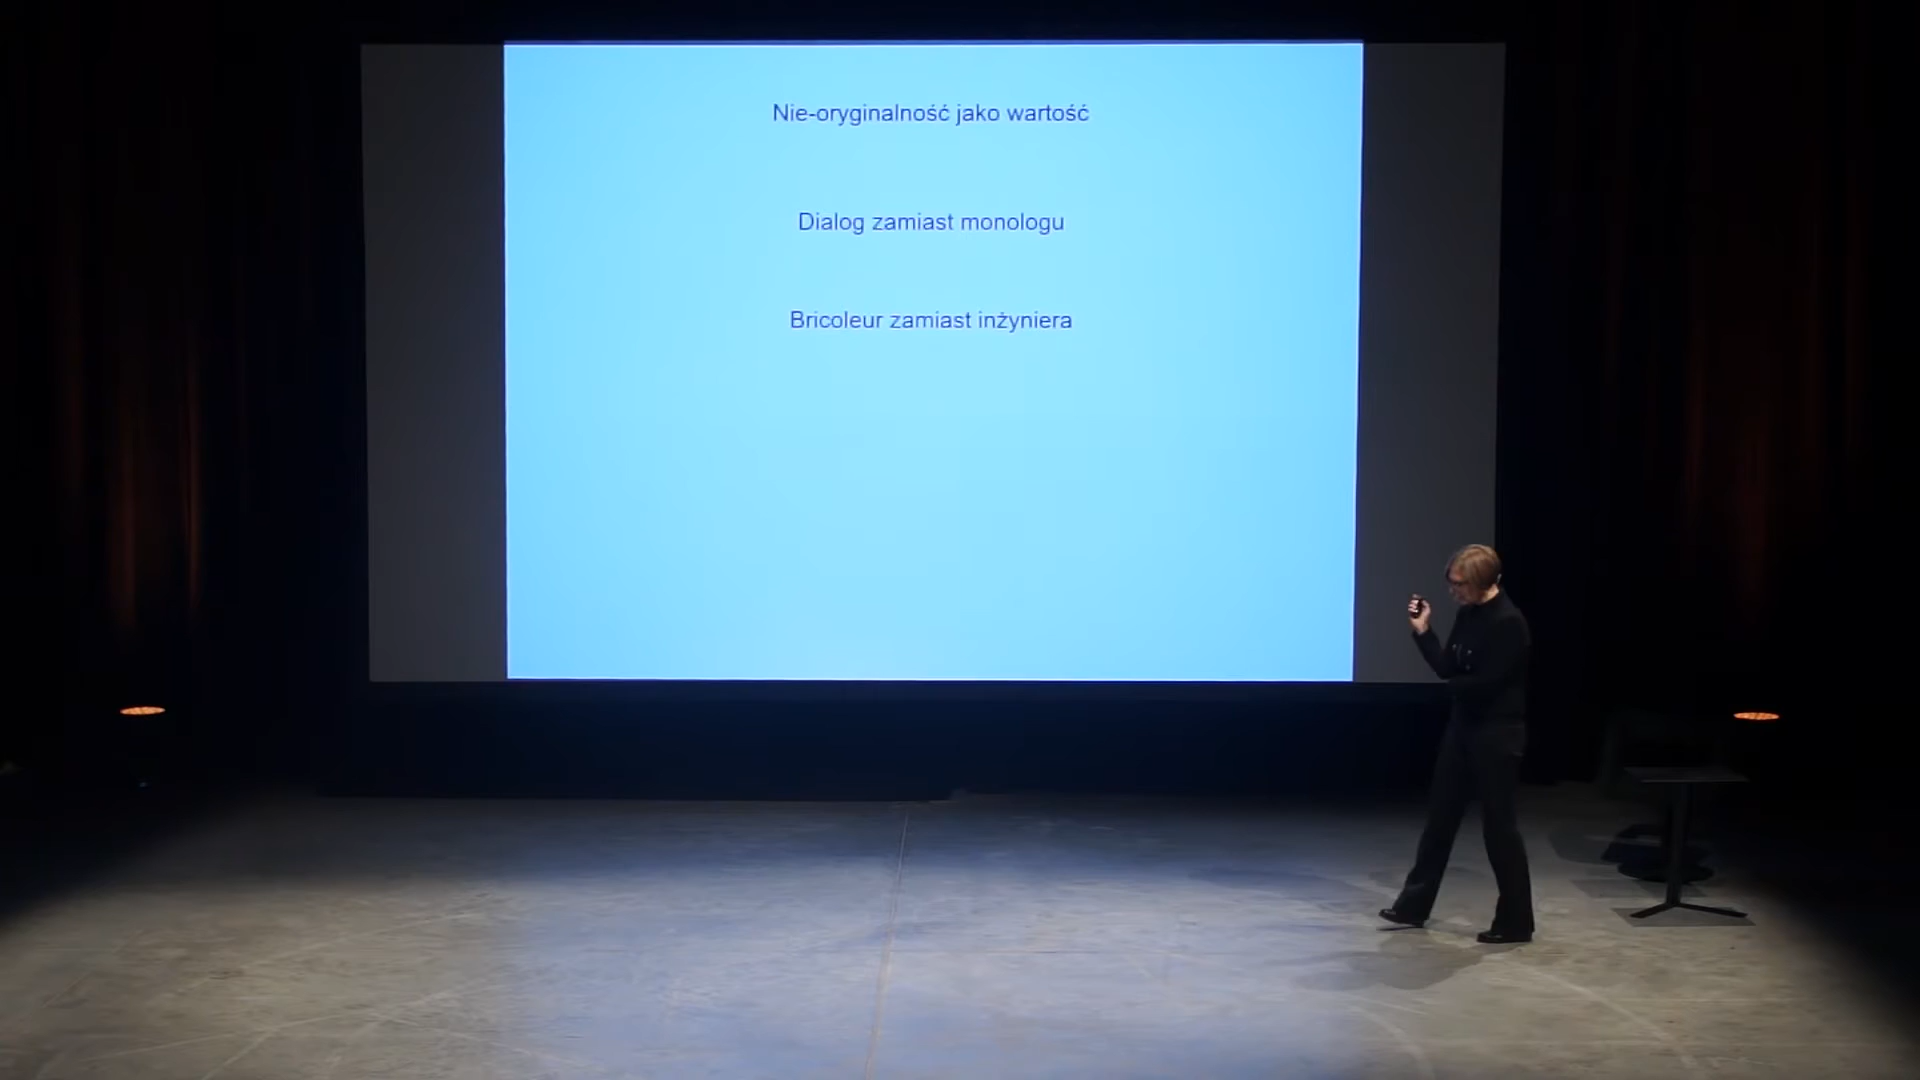 Nie-oryginalność jako wartość
Dialog zamiast monologu
Bricoleur zamiast inżyniera